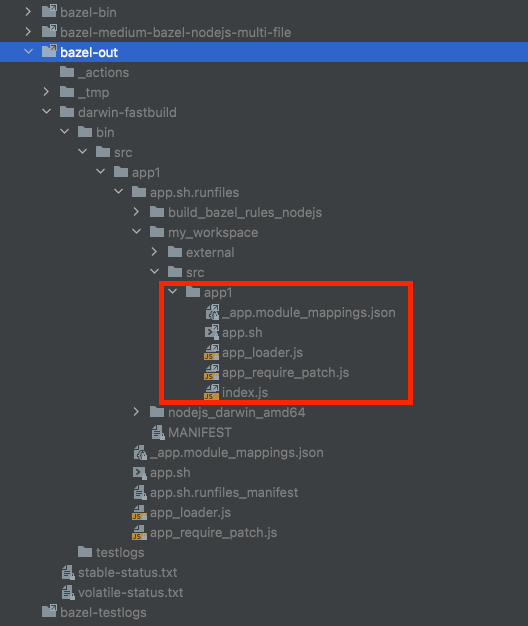 bazel-bin
bazel-medium-bazel-nodejs-multi-file
bazel-out
_actions
_tmp
darwin-fastbuild
bin
src
app1
app.sh.runfiles
build_bazel_rules_nodejs
my_workspace
external
src
app1
_app.module_mappings.json
app.sh
app_loader.js
app_require_patch.js
index.js
nodejs_darwin_amd64
MANIFEST
_app.module_mappings.json
app.sh
app.sh.runfiles_manifest
app_loader.js
app_require_patch.js
testlogs
stable-status.txt
volatile-status.txt
bazel-testlogs